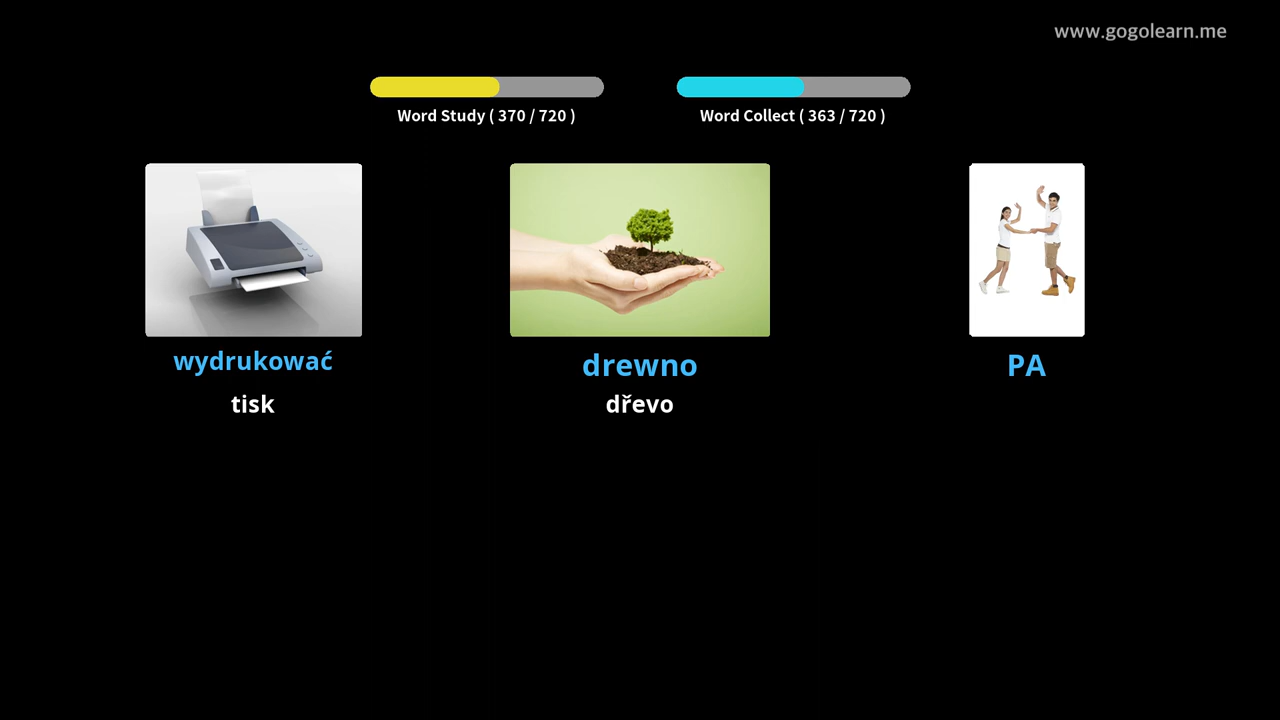 www.gogolearn.me
Word Study ( 370 / 720 )
Word Collect ( 363 / 720 )
wydrukować
drewno
PA
tisk
dřevo